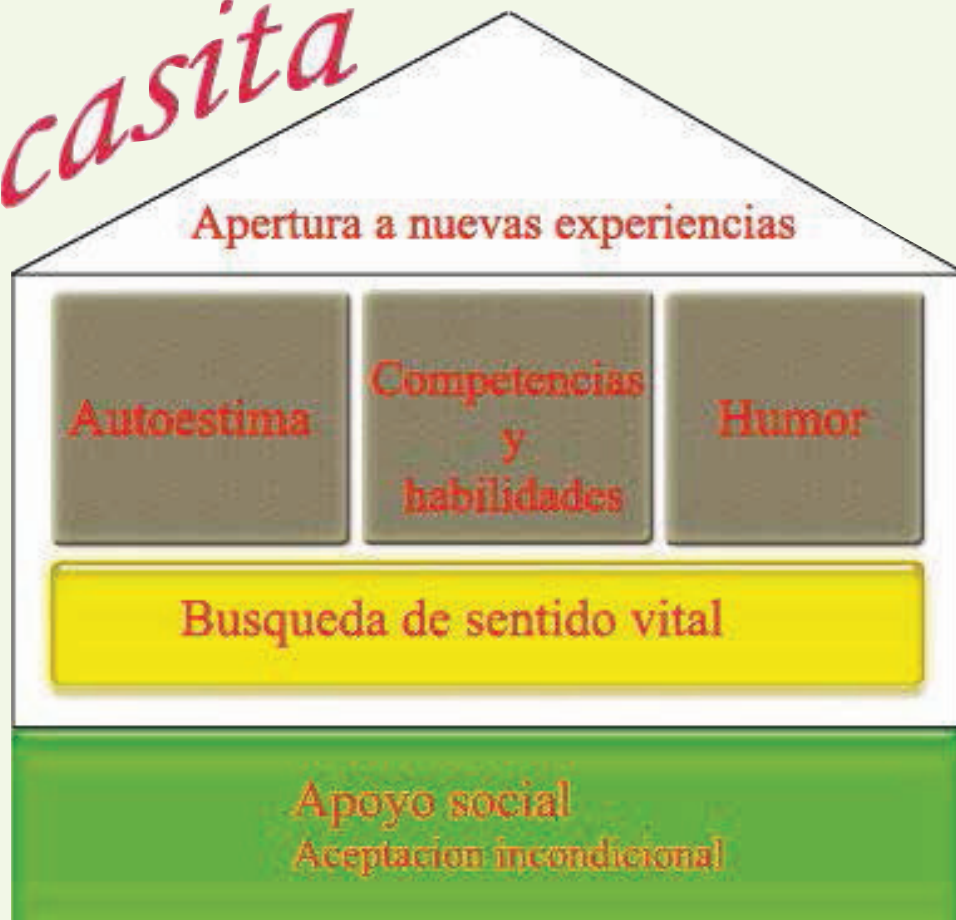 casita
Apertura a nuevas experiencias
Autoestima
Competencias
y
habilidades
Humor
Busqueda de sentido vital
Apoyo social
Aceptacion incondicional